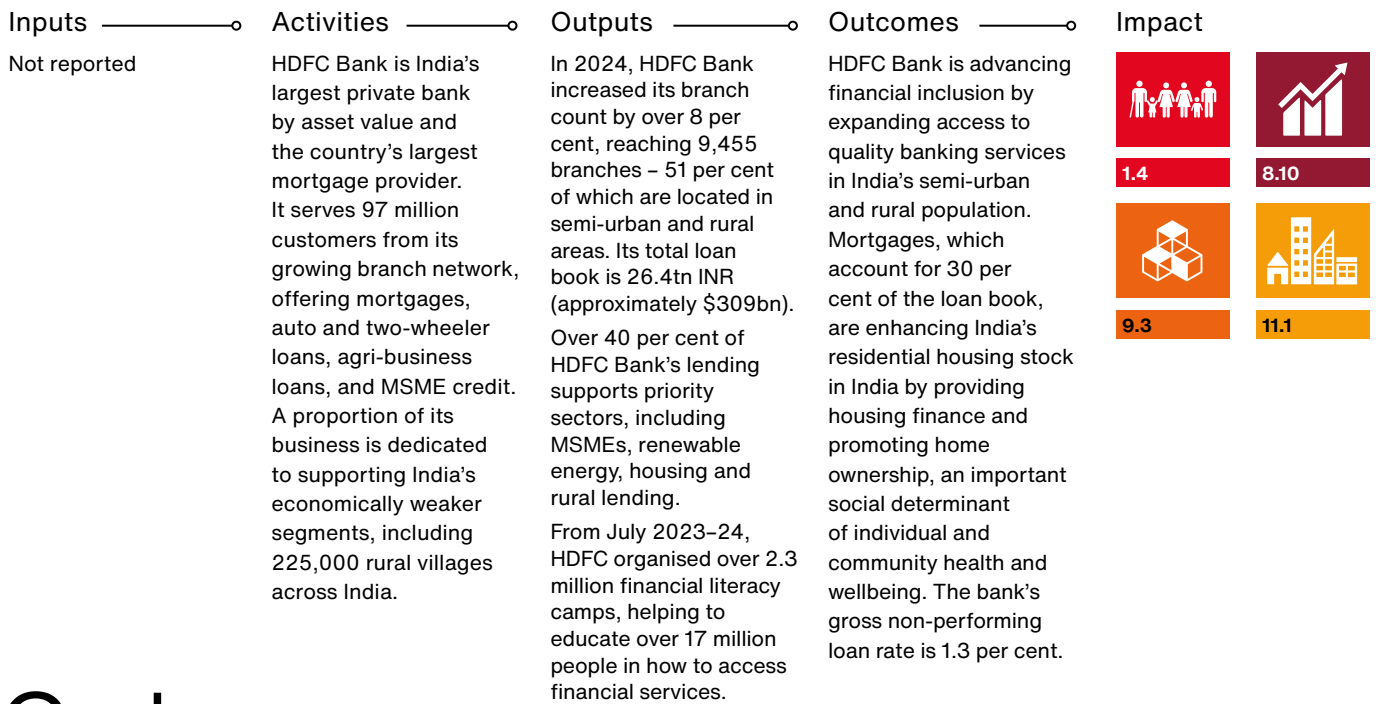 Inputs
Not reported
Activities
HDFC Bank is India's
largest private bank
by asset value and
the country's largest
mortgage provider.
It serves 97 million
customers from its
growing branch network,
offering mortgages,
auto and two-wheeler
loans, agri-business
loans, and MSME credit.
A proportion of its
business is dedicated
to supporting India's
economically weaker
segments, including
225,000 rural villages
across India.
Outputs
In 2024, HDFC Bank
increased its branch
count by over 8 per
cent, reaching 9,455
branches – 51 per cent
of which are located in
semi-urban and rural
areas. Its total loan
book is 26.4tn INR
(approximately $309bn).
Over 40 per cent of
HDFC Bank's lending
supports priority
sectors, including
MSMEs, renewable
energy, housing and
rural lending.
From July 2023–24,
HDFC organised over 2.3
million financial literacy
camps, helping to
educate over 17 million
people in how to access
financial services.
Outcomes
HDFC Bank is advancing
financial inclusion by
expanding access to
quality banking services
in India's semi-urban
and rural population.
Mortgages, which
account for 30 per
cent of the loan book,
are enhancing India's
residential housing stock
in India by providing
housing finance and
promoting home
ownership, an important
social determinant
of individual and
community health and
wellbeing. The bank's
gross non-performing
loan rate is 1.3 per cent.
Impact
1.4
8.10
9.3
11.1